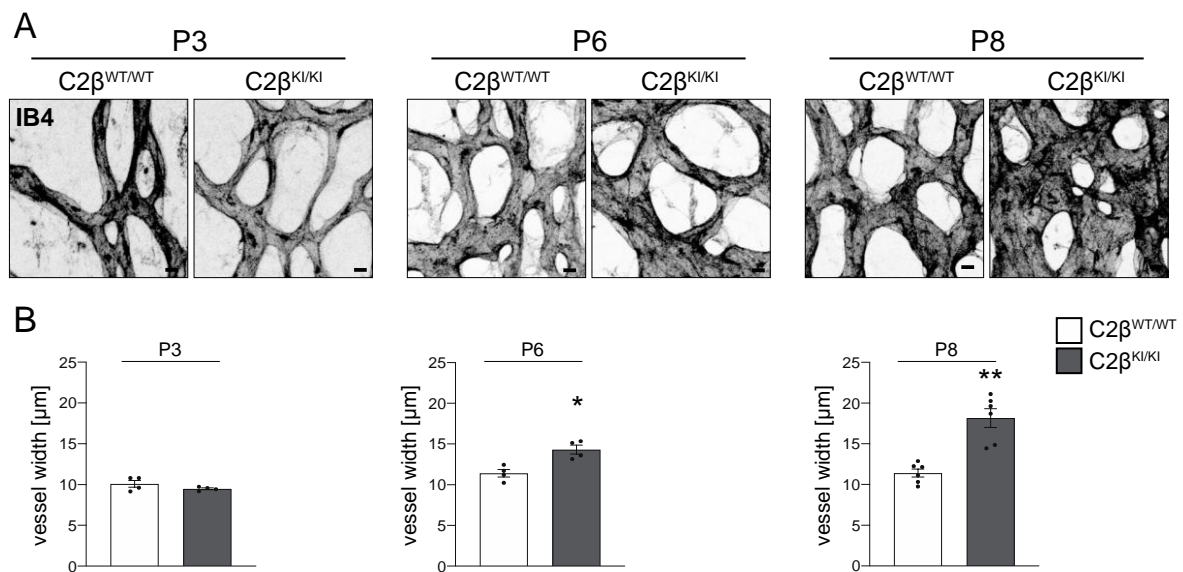 A
P3
P6
P8
C2β^WT/WT
C2β^KI/KI
C2β^WT/WT
C2β^KI/KI
C2β^WT/WT
C2β^KI/KI
IB4
B
P3
vessel width [µm]
25
20
15
10
5
0
P6
*
vessel width [µm]
25
20
15
10
5
0
P8
**
vessel width [µm]
25
20
15
10
5
0
C2β^WT/WT
C2β^KI/KI